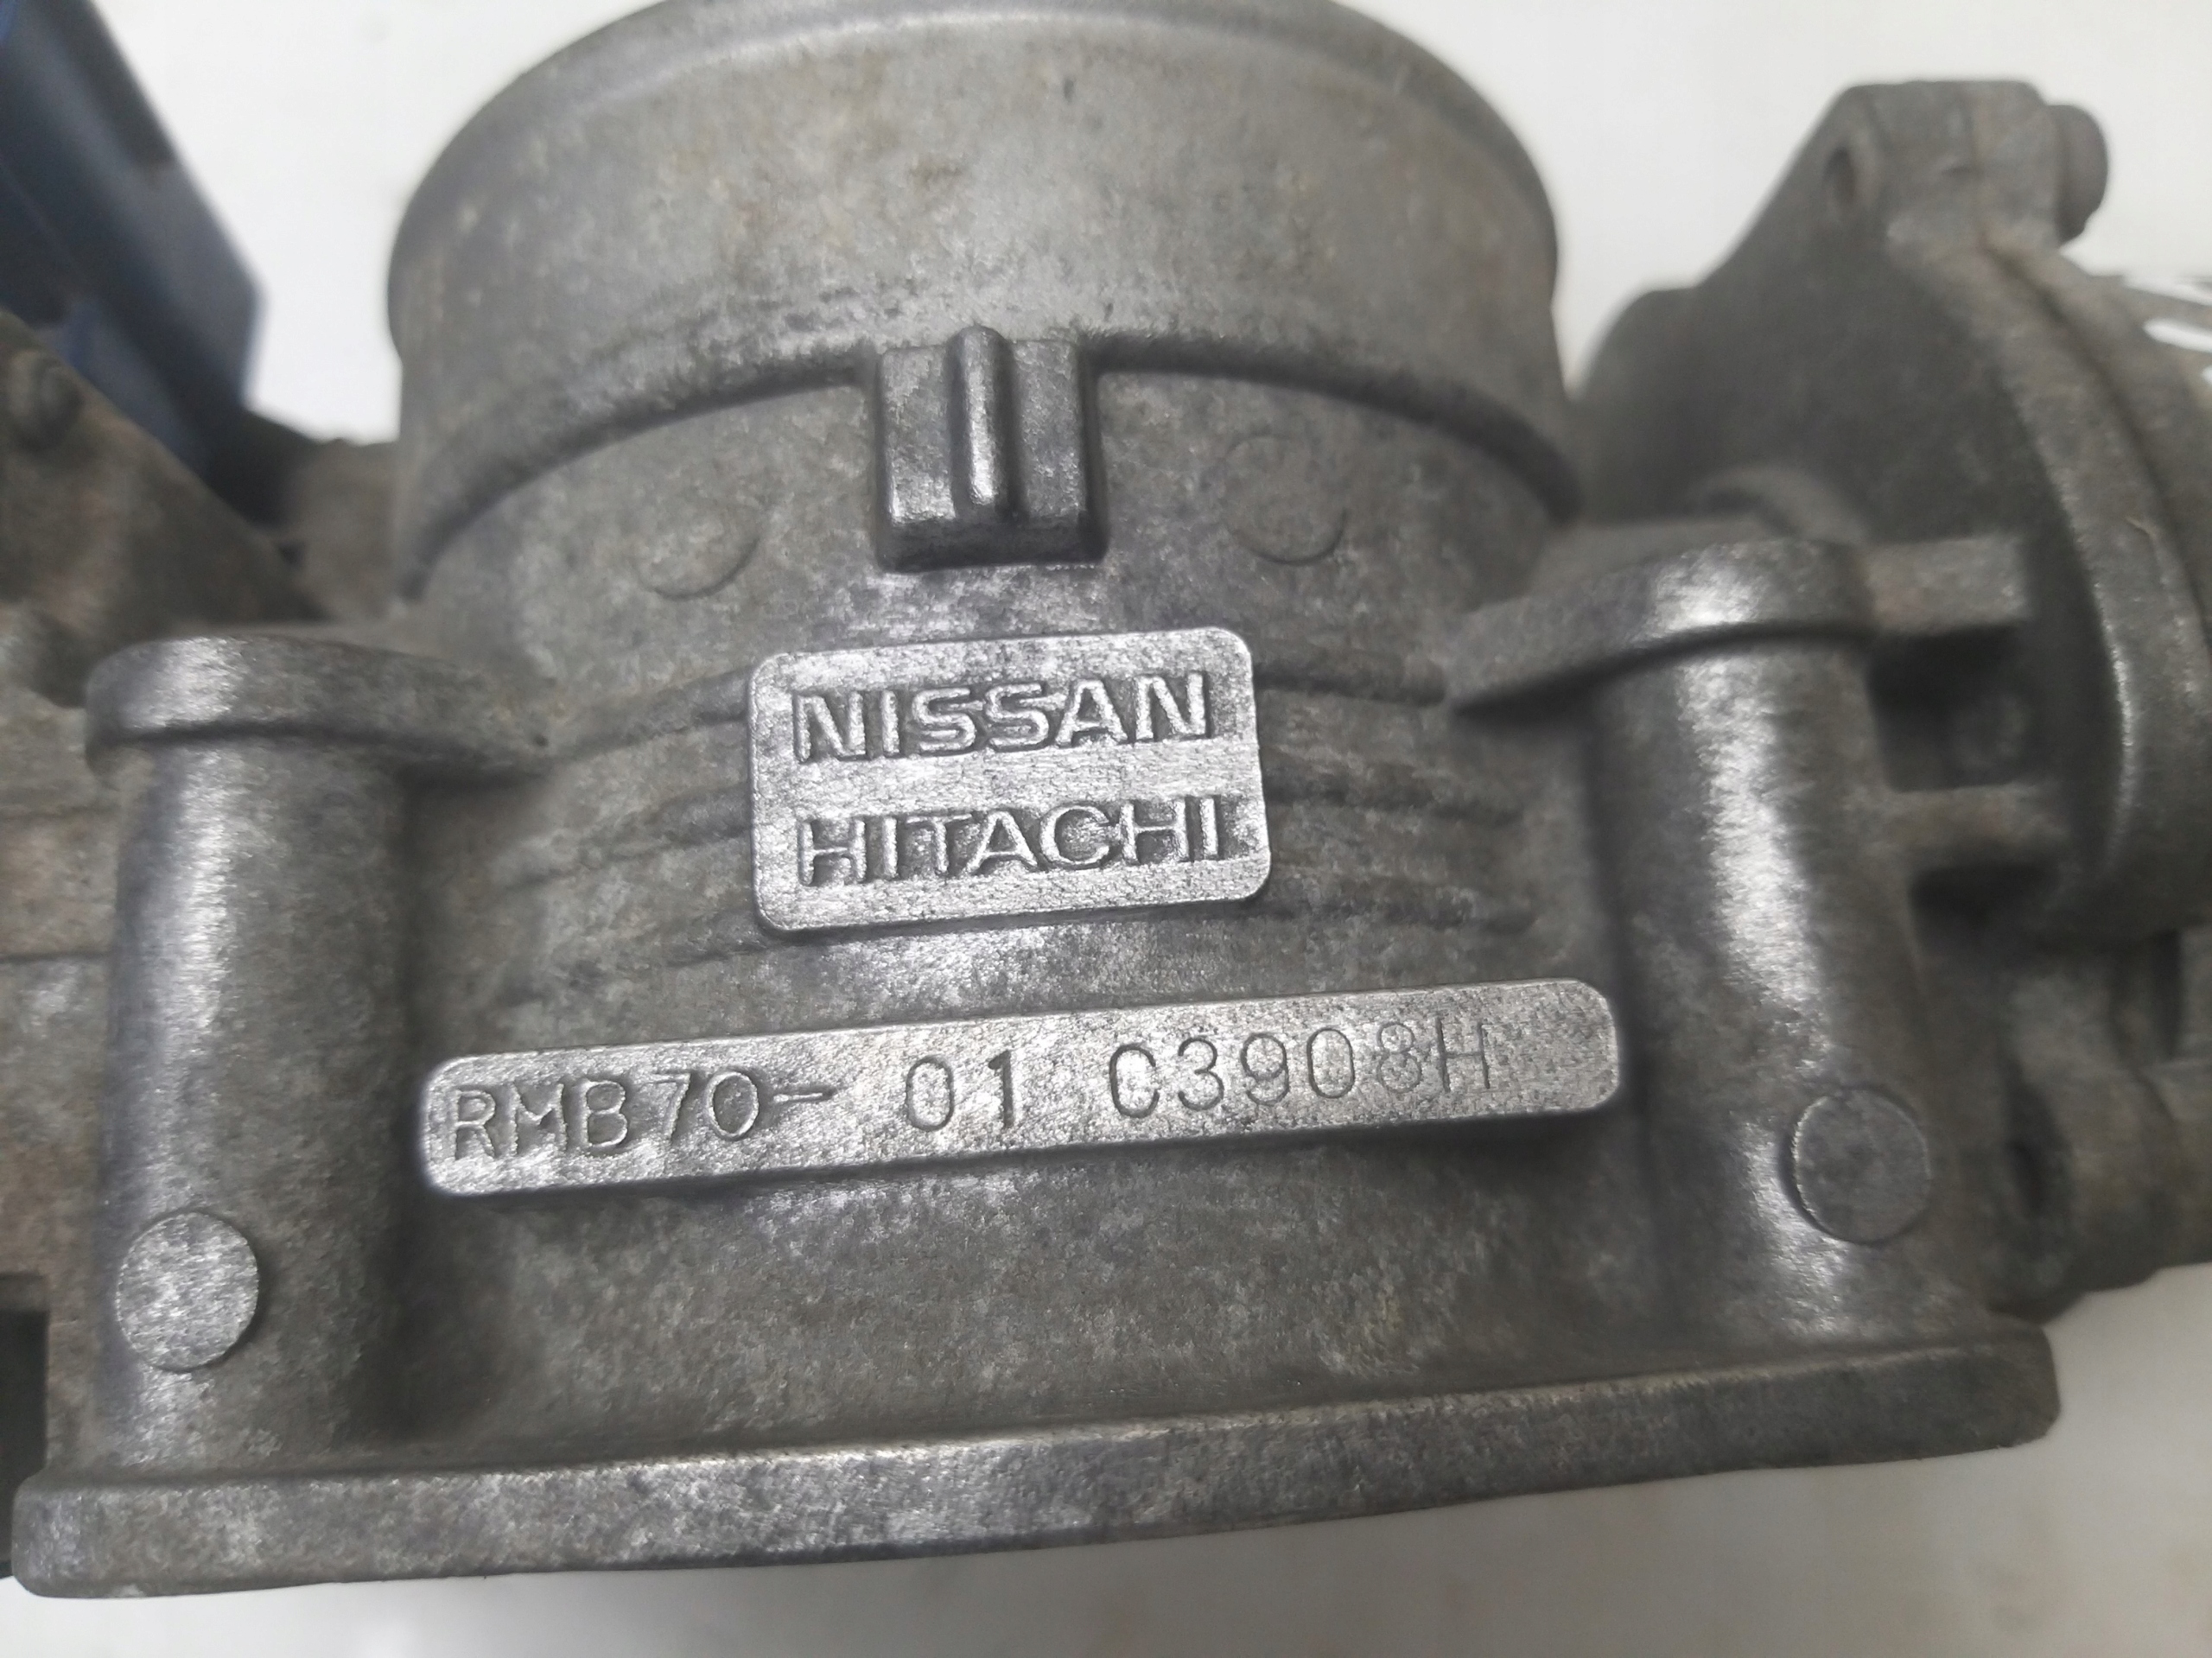 NISSAN
HITACHI
RMB70- 01 C3908H